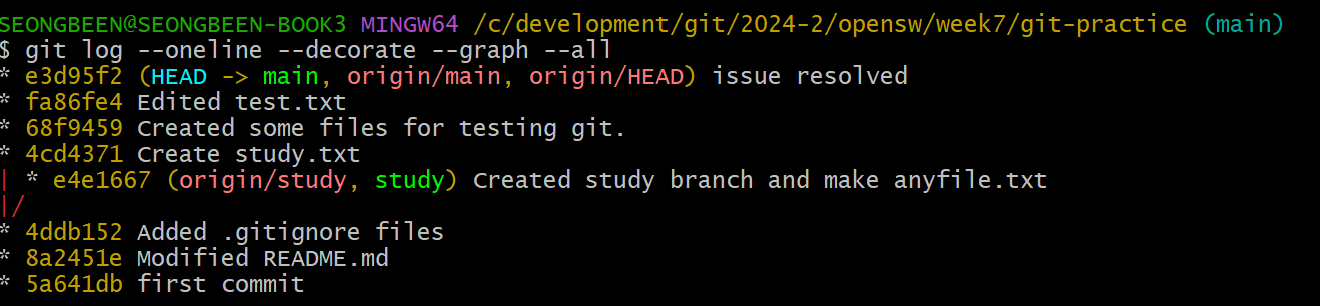 SEONGBEEN@SEONGBEEN-BOOK3 MINGW64 /c/development/git/2024-2/opensw/week7/git-practice (main)
$ git log --oneline --decorate --graph --all
* e3d95f2 (HEAD -> main, origin/main, origin/HEAD) issue resolved
* fa86fe4 Edited test.txt
* 68f9459 Created some files for testing git.
* 4cd4371 Create study.txt
| * e4e1667 (origin/study, study) Created study branch and make anyfile.txt
|/
* 4ddb152 Added .gitignore files
* 8a2451e Modified README.md
* 5a641db first commit